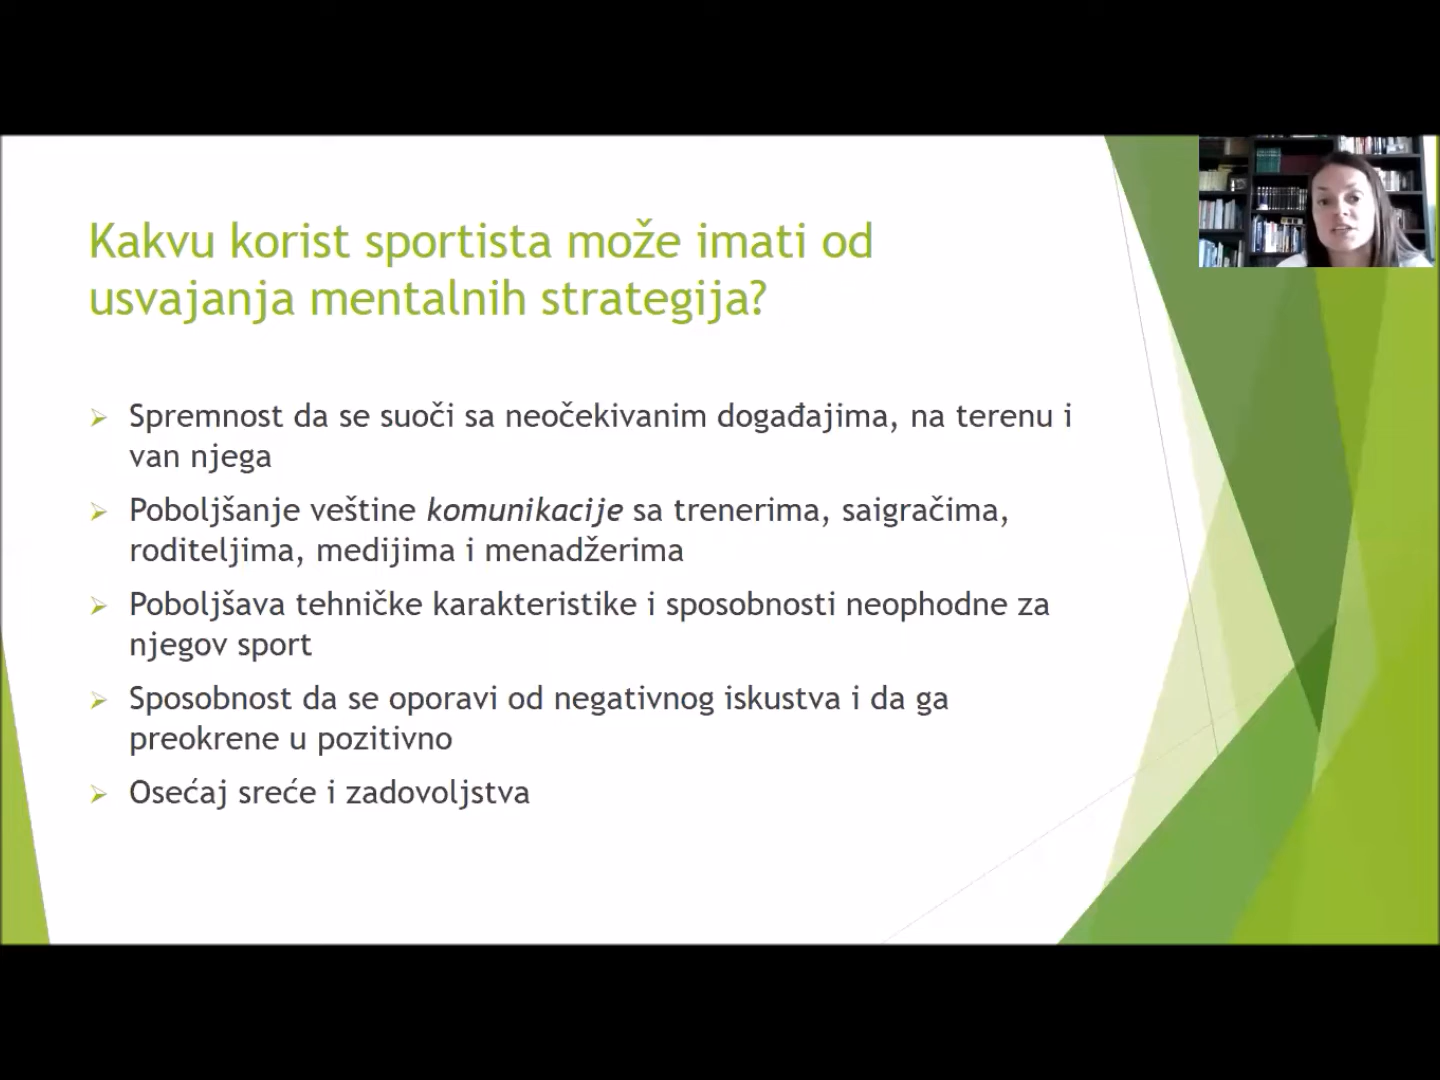 Kakvu korist sportista može imati od
usvajanja mentalnih strategija?
Spremnost da se suoči sa neočekivanim događajima, na terenu i
van njega
Poboljšanje veštine komunikacije sa trenerima, saigračima,
roditeljima, medijima i menadžerima
Poboljšava tehničke karakteristike i sposobnosti neophodne za
njegov sport
Sposobnost da se oporavi od negativnog iskustva i da ga
preokrene u pozitivno
Osećaj sreće i zadovoljstva